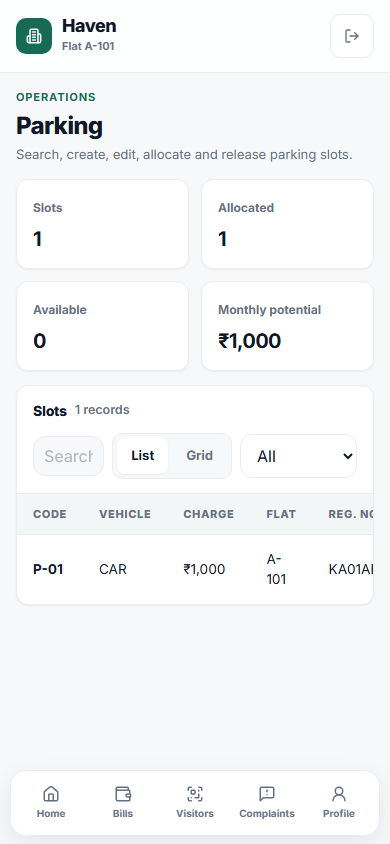 Haven
Flat A-101
OPERATIONS
Parking
Search, create, edit, allocate and release parking slots.
Slots
1
Allocated
1
Available
0
Monthly potential
₹1,000
Slots 1 records
Search List Grid All
CODE VEHICLE CHARGE FLAT REG. NO
P-01 CAR ₹1,000 A-101
Home Bills Visitors Complaints Profile